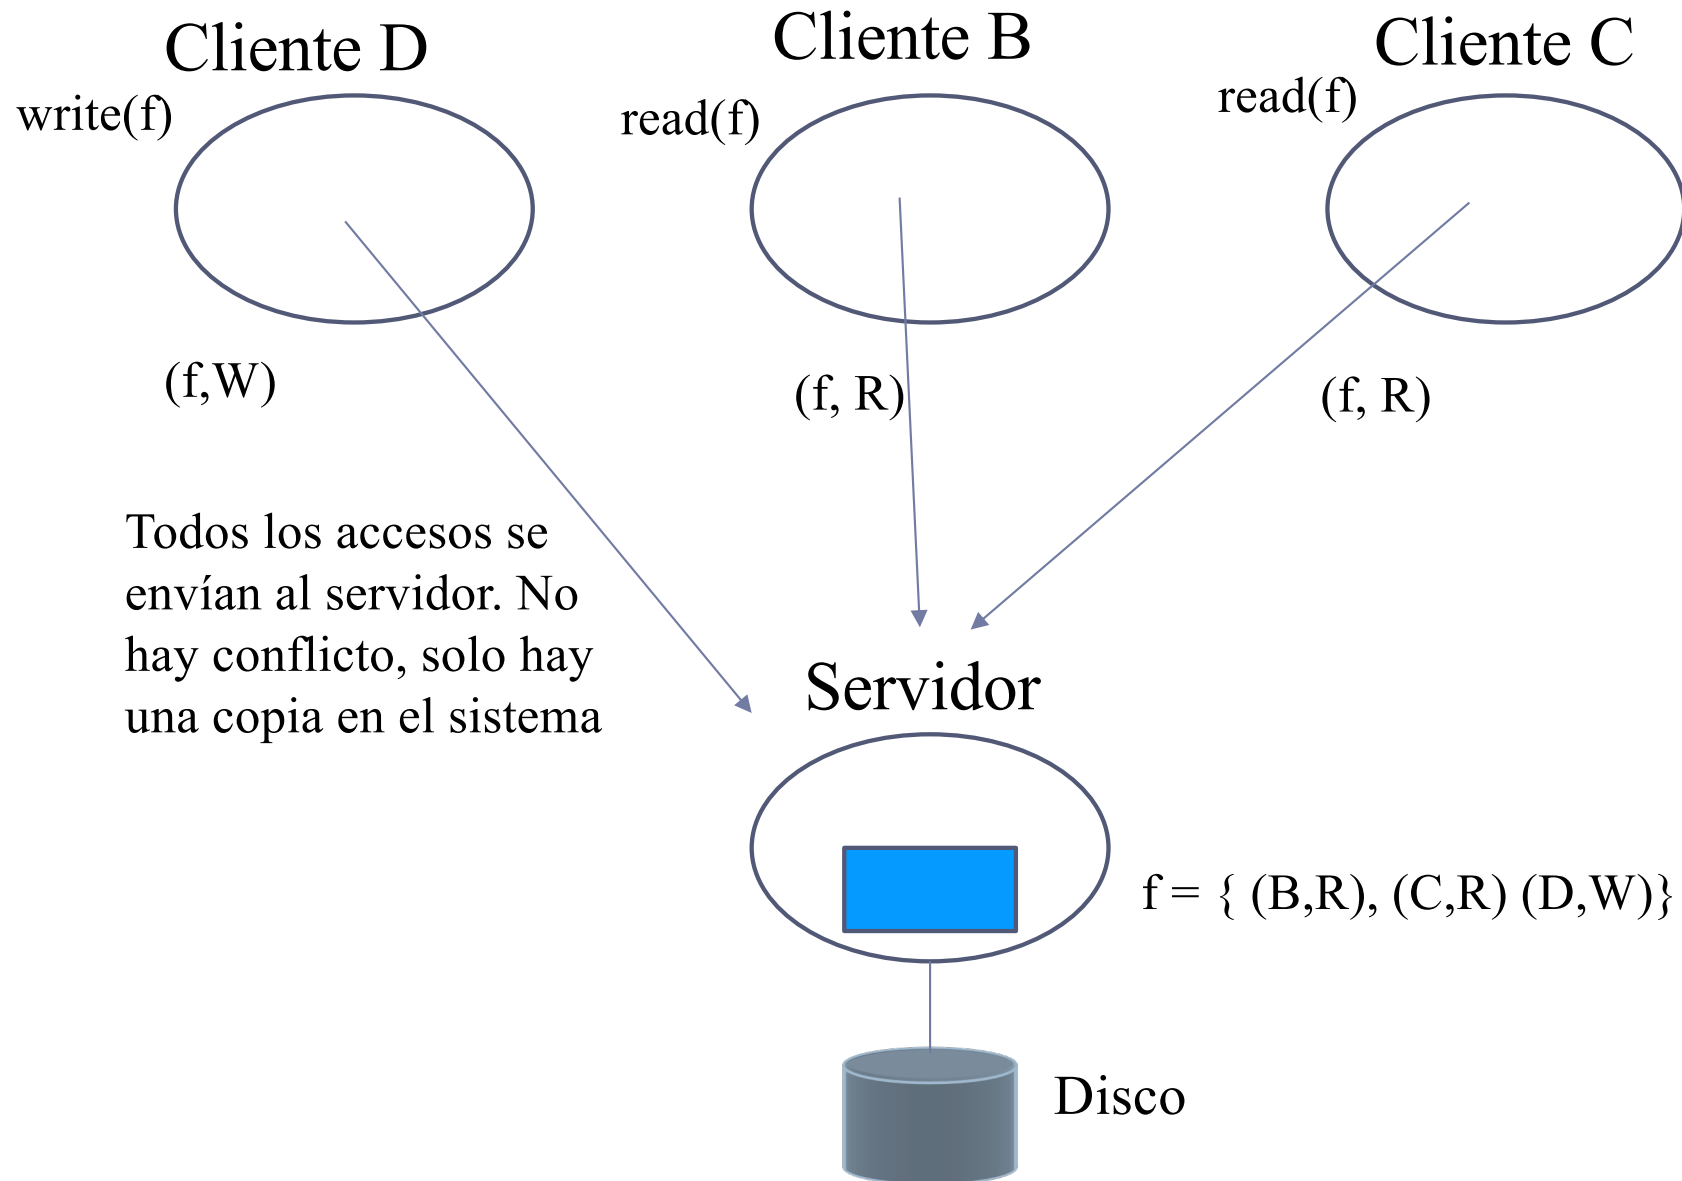 Cliente D
Cliente B
Cliente C
write(f)
read(f)
read(f)
(f,W)
(f, R)
(f, R)
Todos los accesos se
envían al servidor. No
hay conflicto, solo hay
una copia en el sistema
Servidor
f = { (B,R), (C,R) (D,W)}
Disco